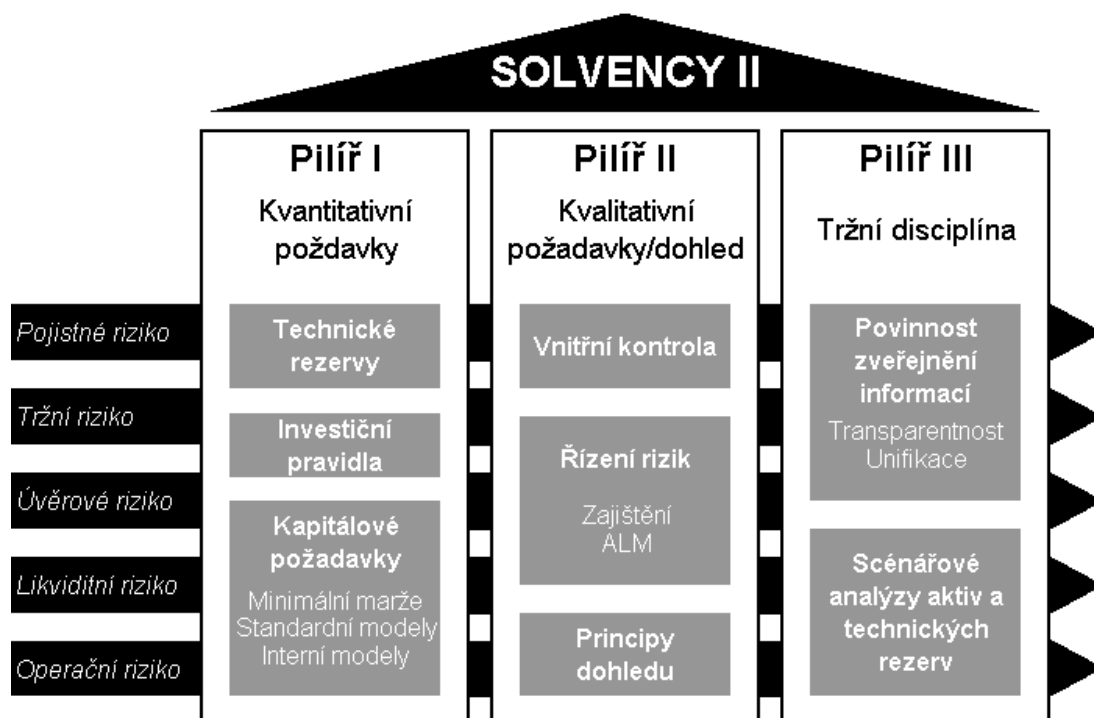 SOLVENCY II
Pilíř I
Kvantitativní
poždavky
Technické
rezervy
Investiční
pravidla
Kapitálové
požadavky
Minimální marže
Standardní modely
Interní modely
Pilíř II
Kvalitativní
požadavky/dohled
Vnitřní kontrola
Řízení rizik
Zajištění
ALM
Principy
dohledu
Pilíř III
Tržní disciplína
Povinnost
zveřejnění
informací
Transparentnost
Unifikace
Scénářové
analýzy aktiv a
technických
rezerv
Pojistné riziko
Tržní riziko
Úvěrové riziko
Likviditní riziko
Operační riziko